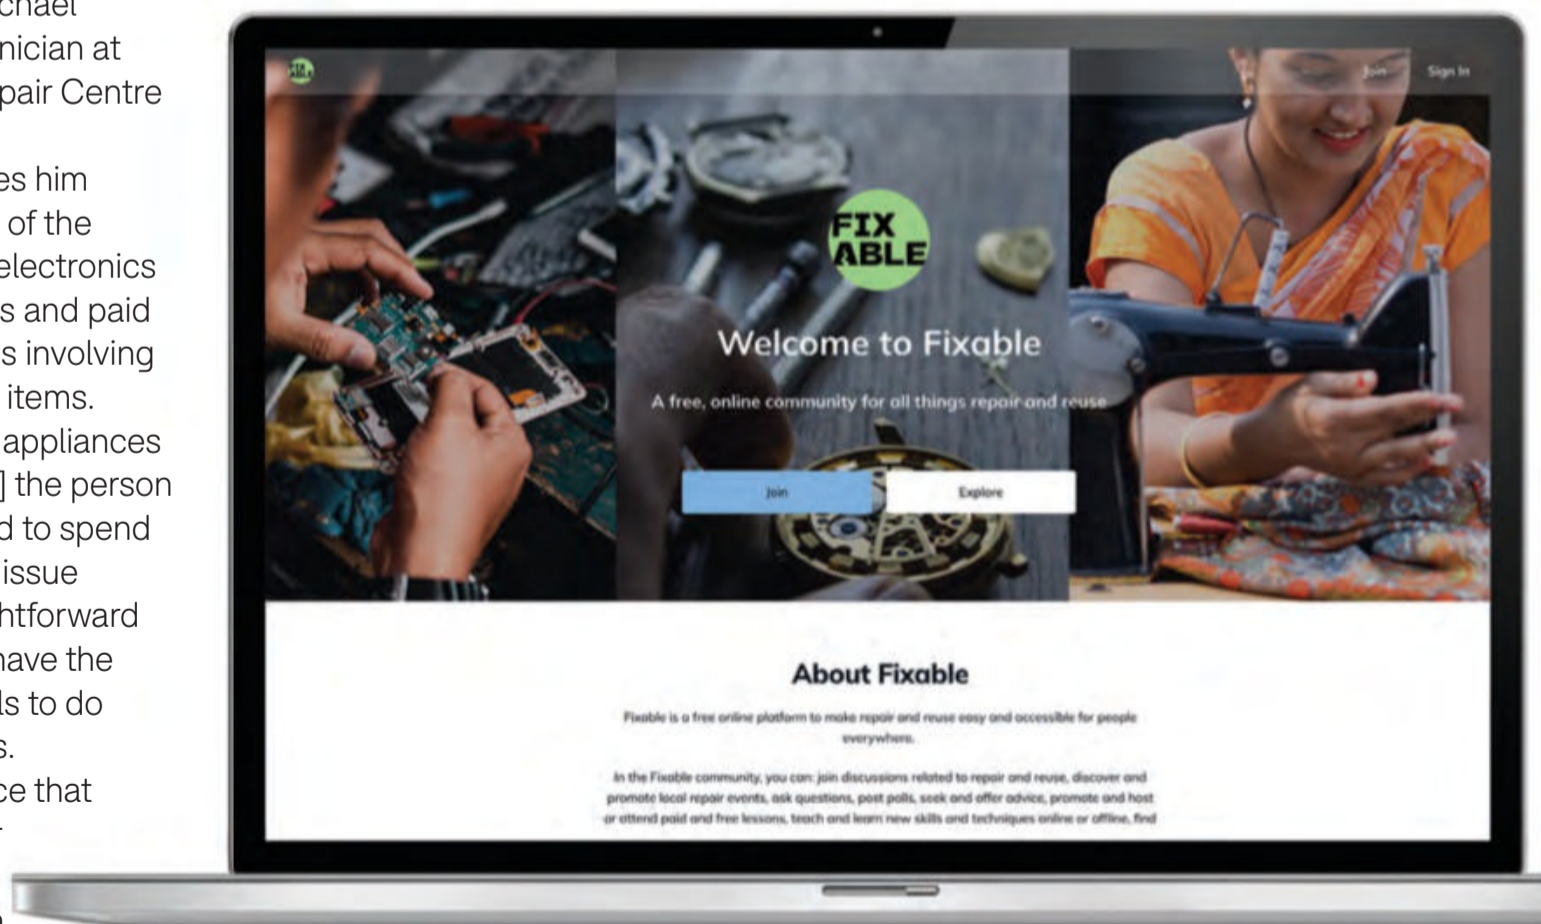 chael
nician at
pair Centre
es him
of the
electronics
s and paid
s involving
items.
appliances
] the person
d to spend
issue
htforward
have the
ls to do
s.
ce that
FIX
ABLE
Join
Sign In
FIX
ABLE
Welcome to Fixable
A free, online community for all things repair and reuse
Join
Explore
About Fixable
Fixable is a free online platform to make repair and reuse easy and accessible for people
everywhere.
In the Fixable community, you can: join discussions related to repair and reuse, discover and
promote local repair events, ask questions, post polls, seek and offer advice, promote and host
or attend paid and free lessons, teach and learn new skills and techniques online or offline, find